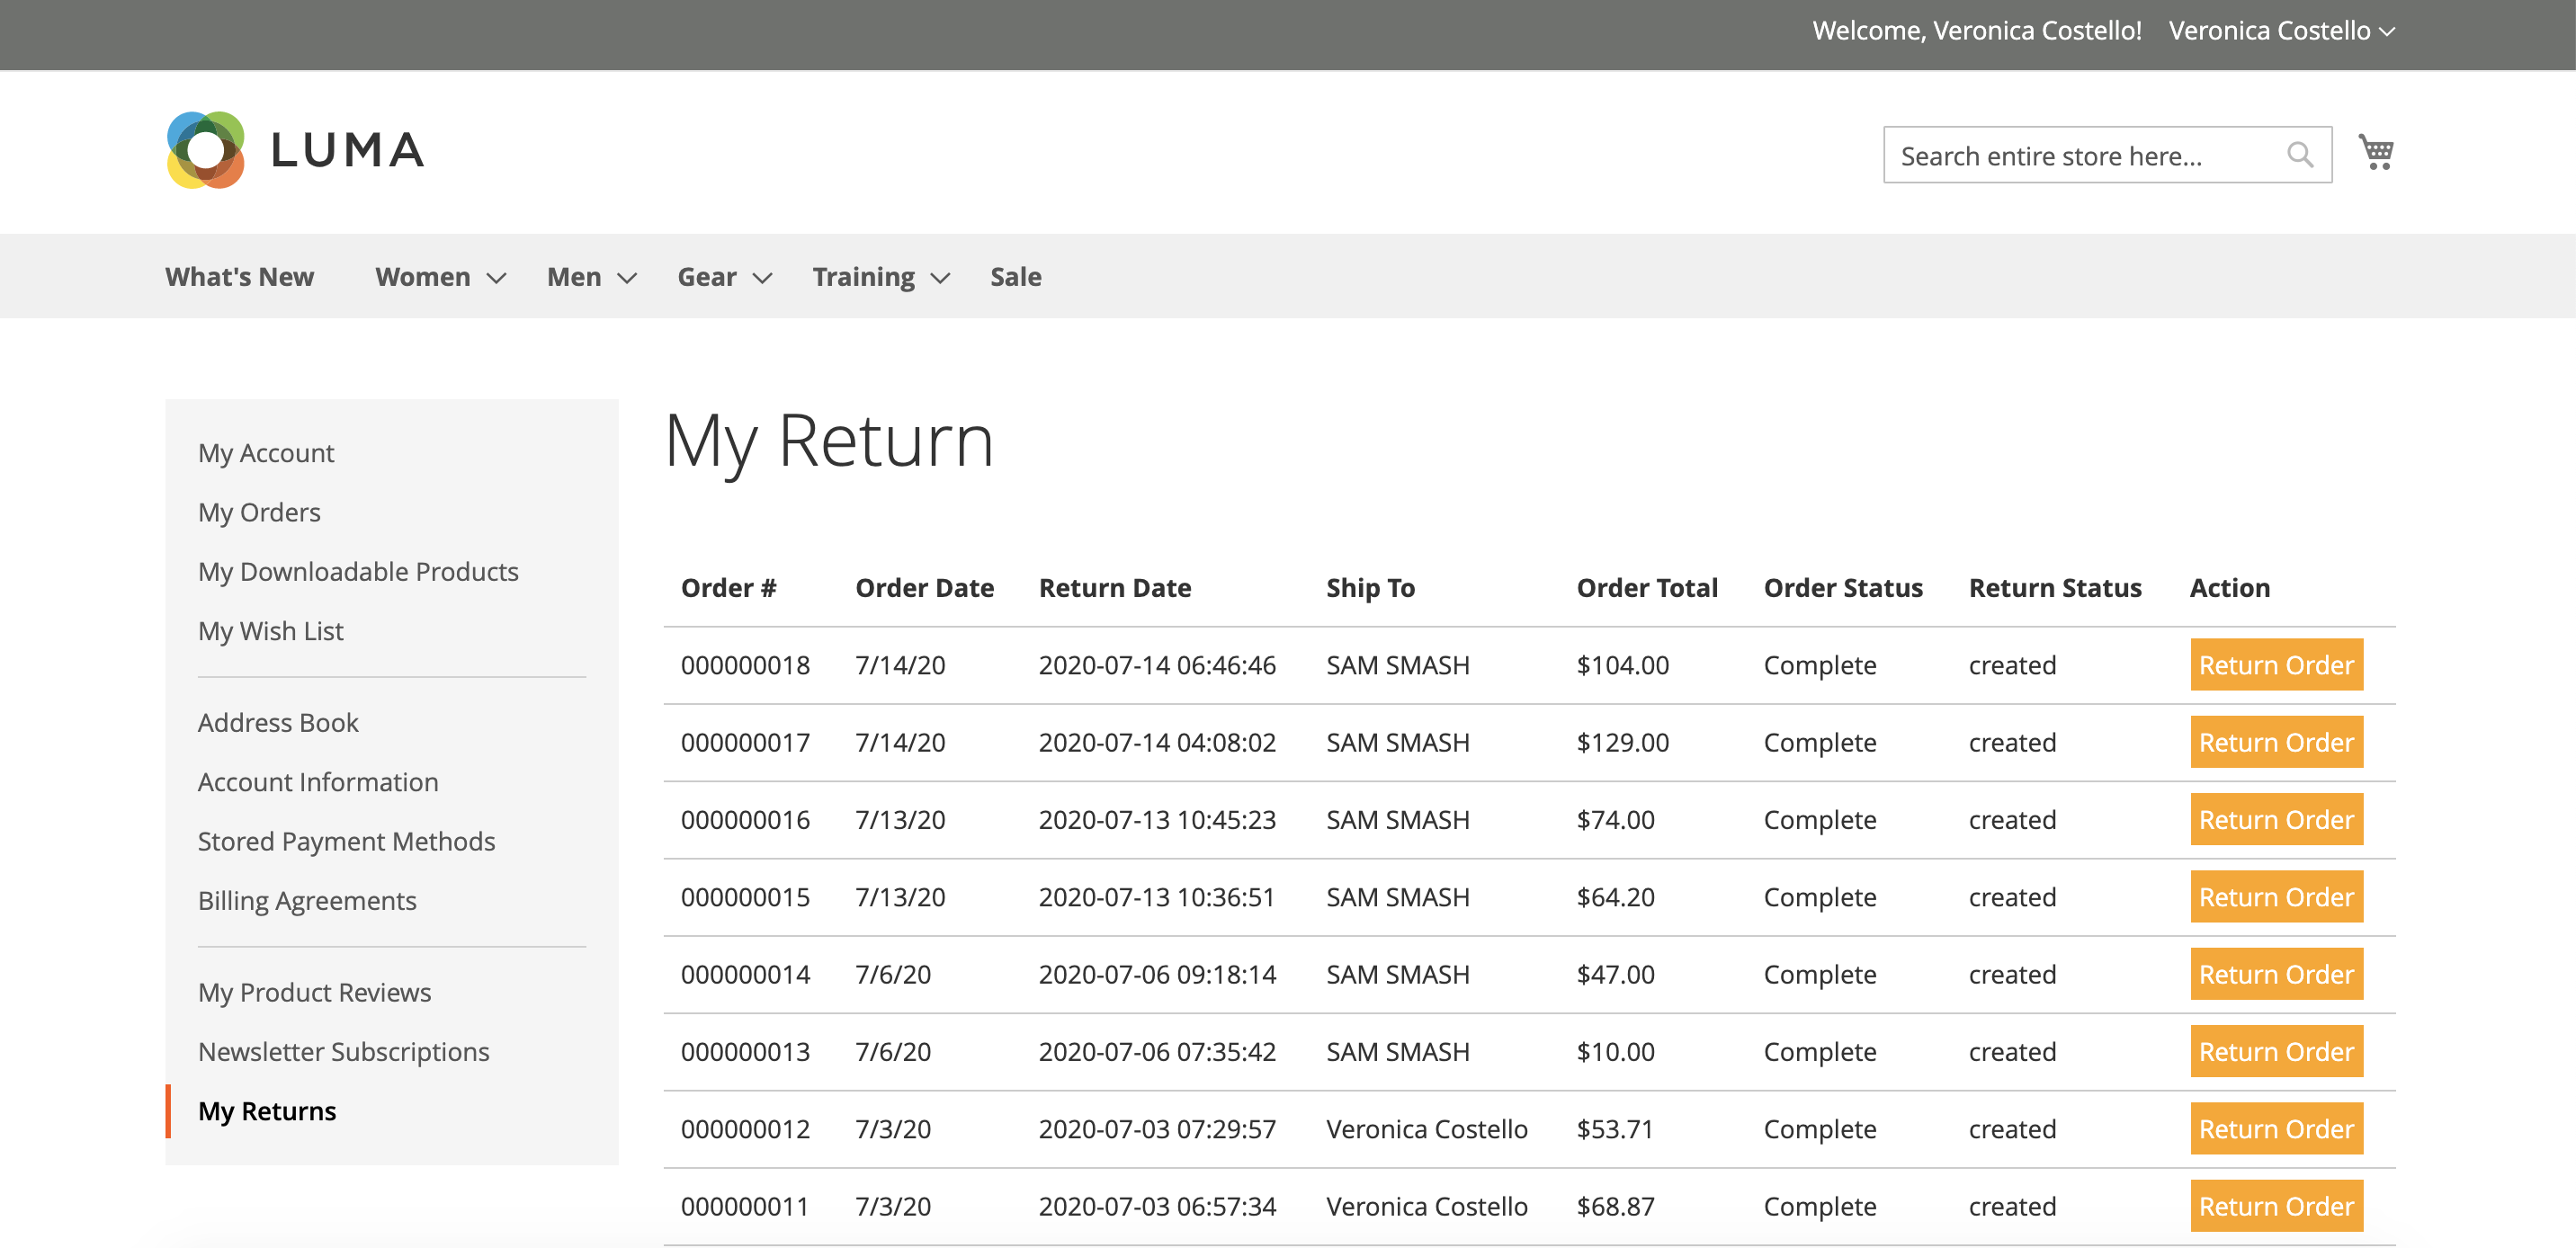 Welcome, Veronica Costello! Veronica Costello
LUMA
Search entire store here...
What's New Women Men Gear Training Sale
My Account
My Orders
My Downloadable Products
My Wish List
Address Book
Account Information
Stored Payment Methods
Billing Agreements
My Product Reviews
Newsletter Subscriptions
My Returns
My Return
Order # Order Date Return Date Ship To Order Total Order Status Return Status Action
000000018 7/14/20 2020-07-14 06:46:46 SAM SMASH $104.00 Complete created Return Order
000000017 7/14/20 2020-07-14 04:08:02 SAM SMASH $129.00 Complete created Return Order
000000016 7/13/20 2020-07-13 10:45:23 SAM SMASH $74.00 Complete created Return Order
000000015 7/13/20 2020-07-13 10:36:51 SAM SMASH $64.20 Complete created Return Order
000000014 7/6/20 2020-07-06 09:18:14 SAM SMASH $47.00 Complete created Return Order
000000013 7/6/20 2020-07-06 07:35:42 SAM SMASH $10.00 Complete created Return Order
000000012 7/3/20 2020-07-03 07:29:57 Veronica Costello $53.71 Complete created Return Order
000000011 7/3/20 2020-07-03 06:57:34 Veronica Costello $68.87 Complete created Return Order